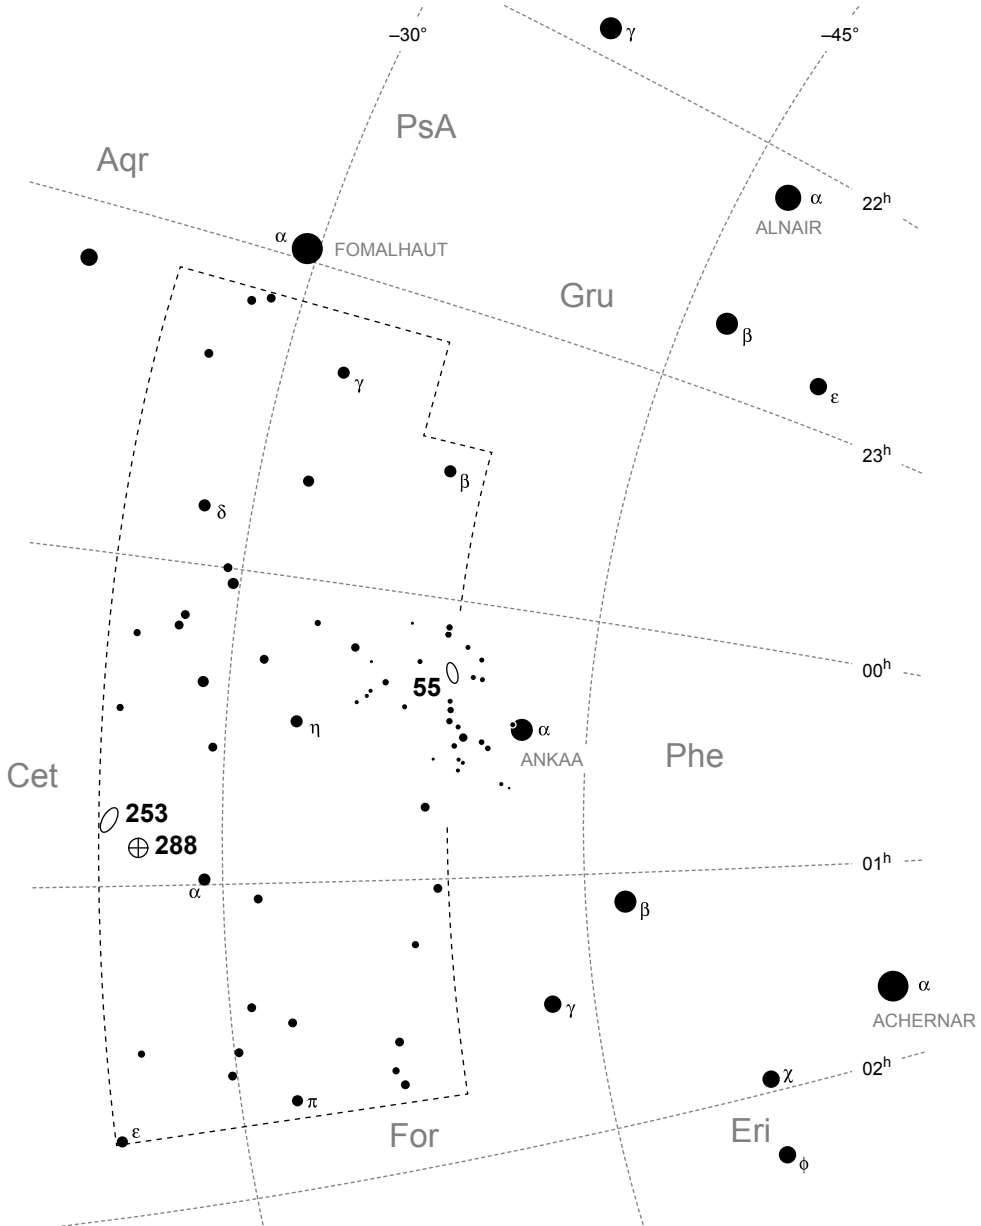 –30°
γ
–45°
PsA
Aqr
α
22h
ALNAIR
α
FOMALHAUT
Gru
β
γ
ε
23h
β
δ
00h
55
η
α
ANKAA
Phe
Cet
253
288
01h
α
β
α
γ
ACHERNAR
02h
χ
π
ε
For
Eri
ϕ